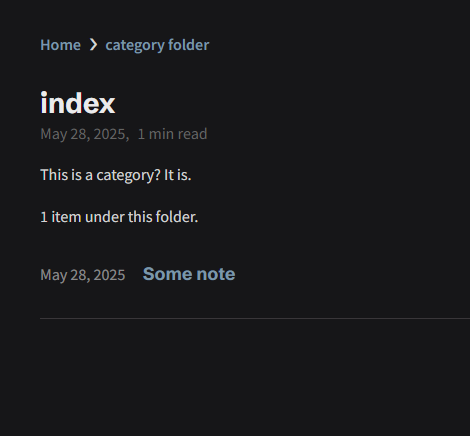 Home ❯ category folder
index
May 28, 2025, 1 min read
This is a category? It is.
1 item under this folder.
May 28, 2025 Some note